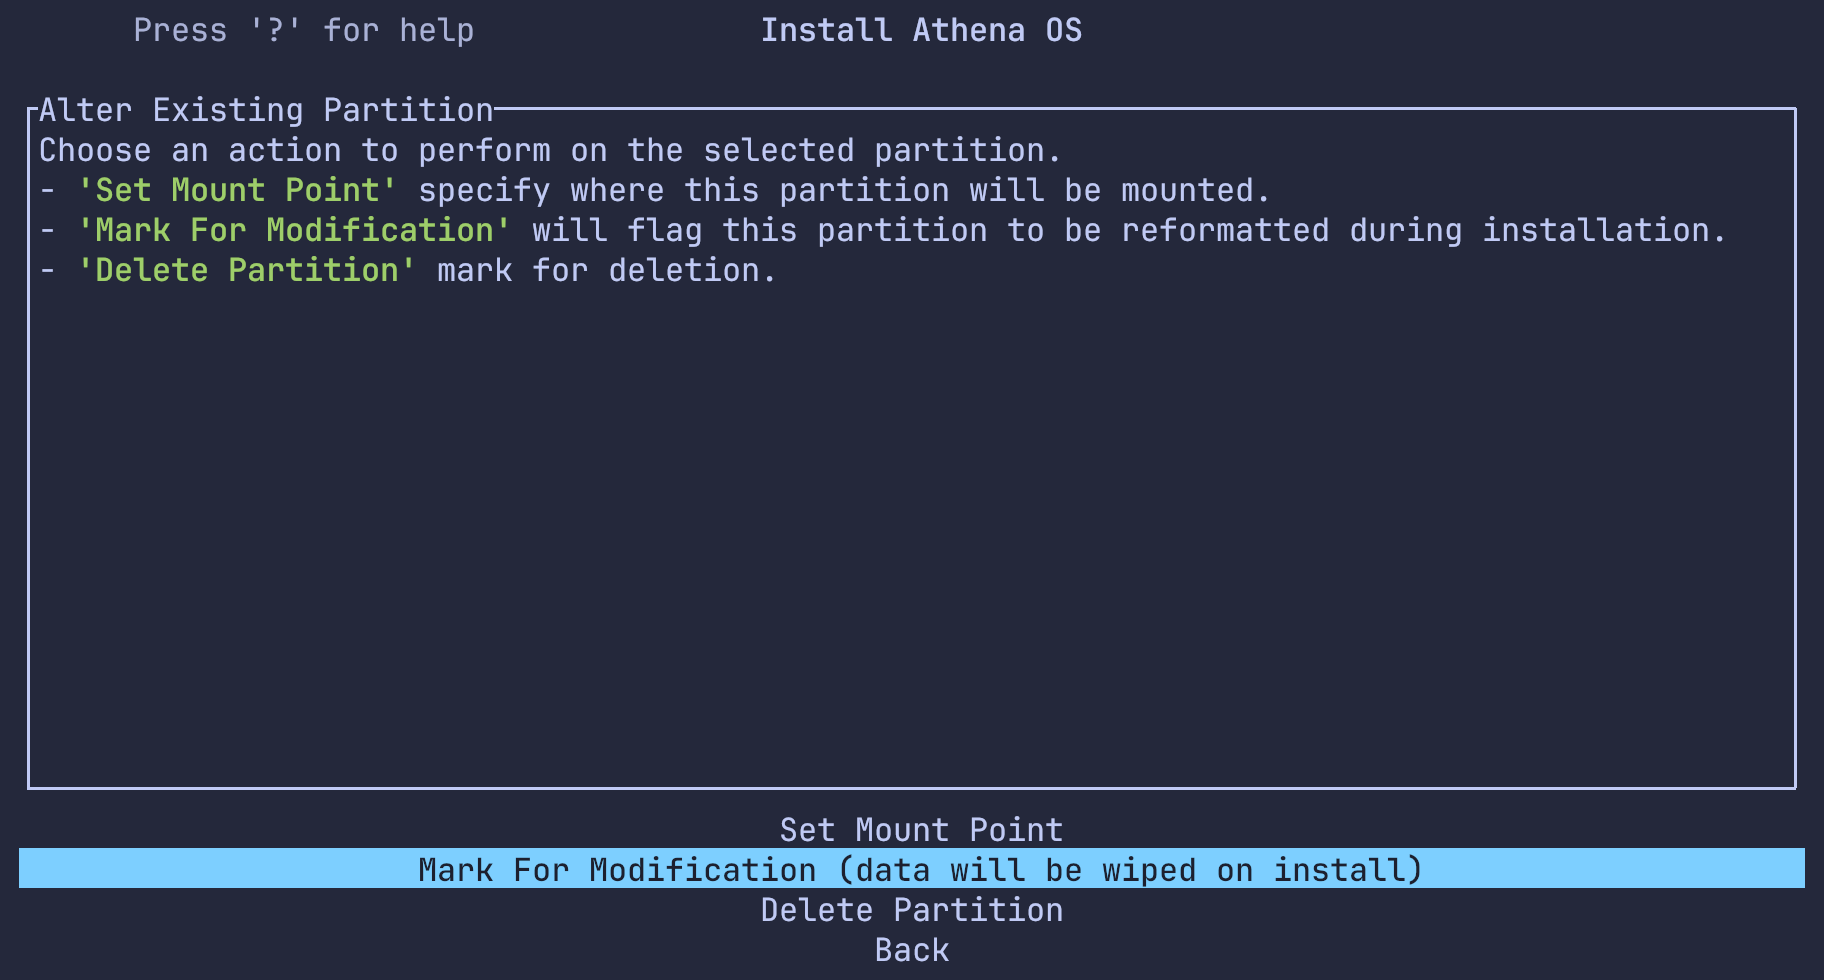 Press '?' for help
Install Athena OS
Alter Existing Partition
Choose an action to perform on the selected partition.
- 'Set Mount Point' specify where this partition will be mounted.
- 'Mark For Modification' will flag this partition to be reformatted during installation.
- 'Delete Partition' mark for deletion.
Set Mount Point
Mark For Modification (data will be wiped on install)
Delete Partition
Back